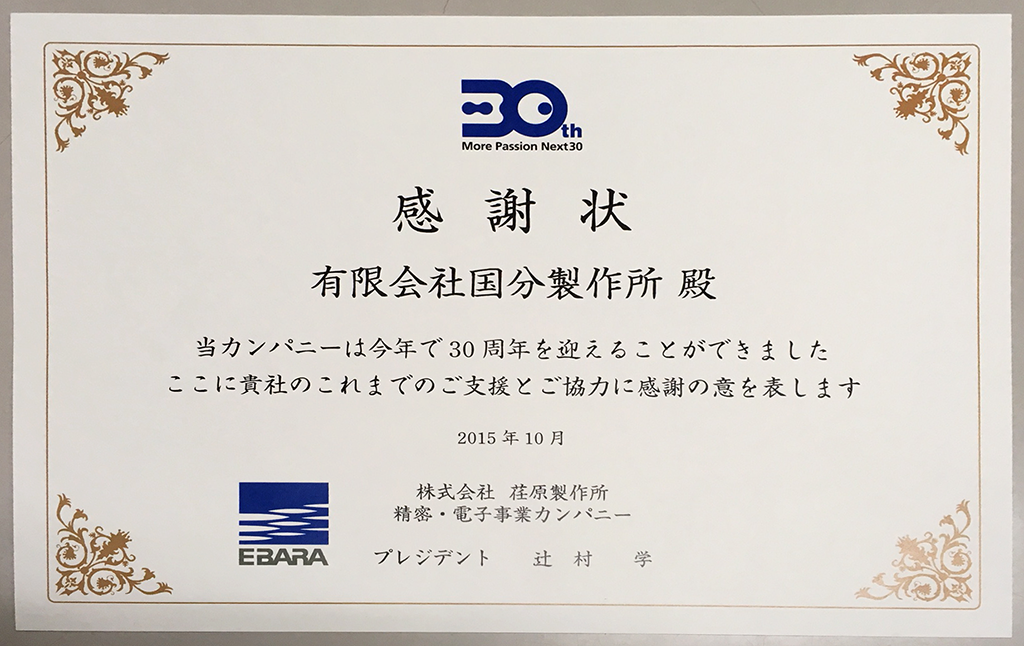 30th
More Passion Next30
感謝状
有限会社国分製作所 殿
当カンパニーは今年で30周年を迎えることができました
ここに貴社のこれまでのご支援とご協力に感謝の意を表します
2015年10月
株式会社 荏原製作所
精密・電子事業カンパニー
プレジデント 辻村 学
EBARA